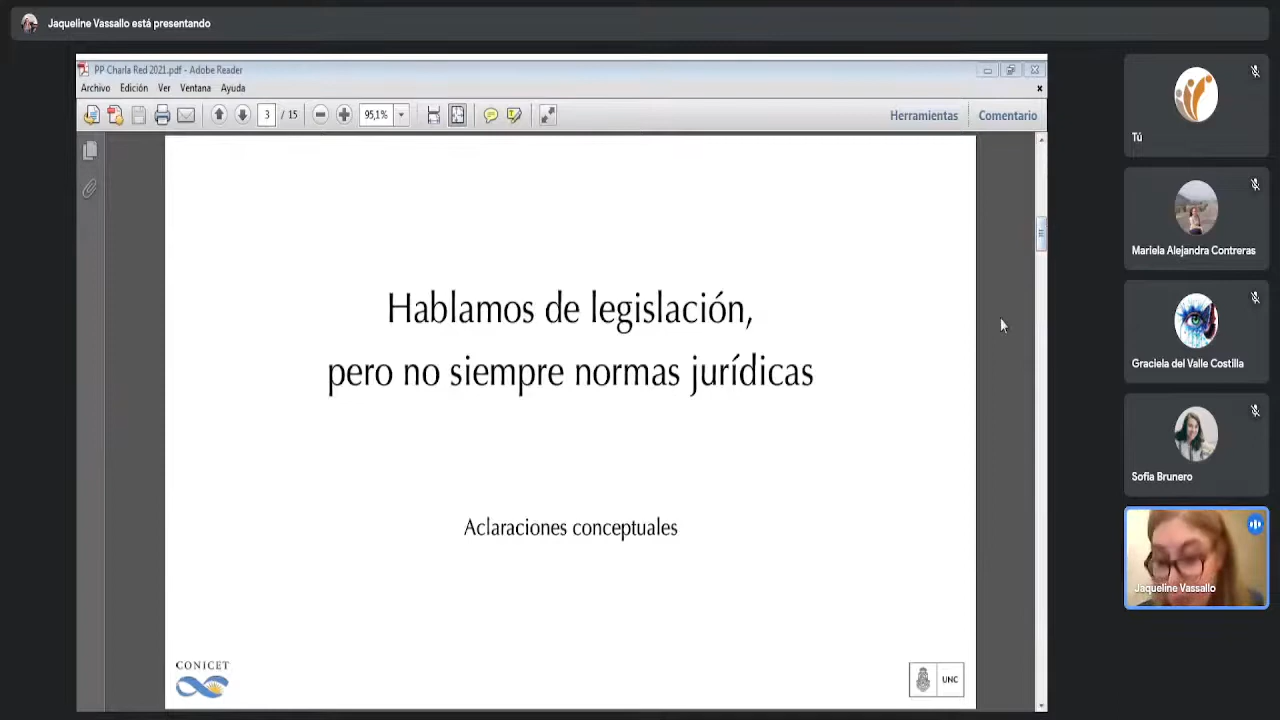 Jaqueline Vassallo está presentando
PP Charla Red 2021.pdf - Adobe Reader
Archivo Edición Ver Ventana Ayuda
3 / 15 95,1% Herramientas Comentario
Hablamos de legislación,
pero no siempre normas jurídicas
Aclaraciones conceptuales
CONICET
UNC
Tú
Mariela Alejandra Contreras
Graciela del Valle Costilla
Sofia Brunero
Jaqueline Vassallo